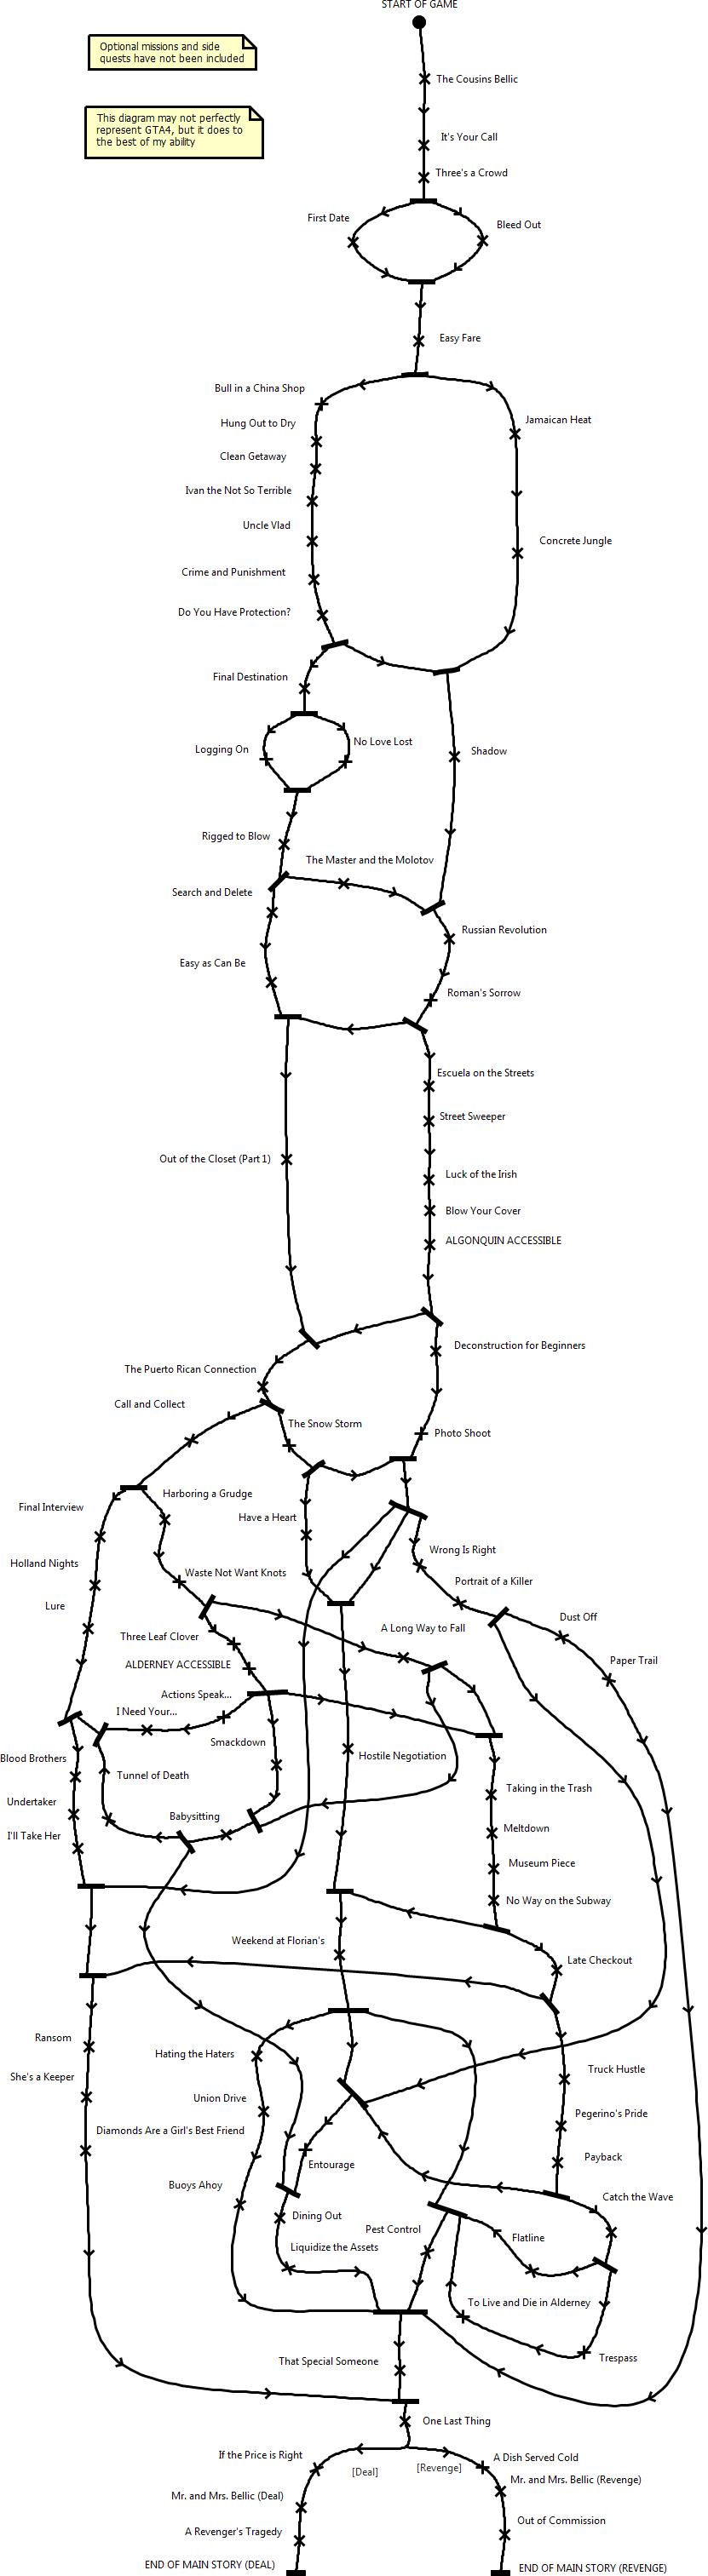 START OF GAME
Optional missions and side
quests have not been included
The Cousins Bellic
This diagram may not perfectly
represent GTA4, but it does to
the best of my ability
It's Your Call
Three's a Crowd
First Date
Bleed Out
Easy Fare
Bull in a China Shop
Jamaican Heat
Hung Out to Dry
Clean Getaway
Ivan the Not So Terrible
Uncle Vlad
Concrete Jungle
Crime and Punishment
Do You Have Protection?
Final Destination
No Love Lost
Logging On
Shadow
Rigged to Blow
The Master and the Molotov
Search and Delete
Russian Revolution
Easy as Can Be
Roman's Sorrow
Escuela on the Streets
Street Sweeper
Out of the Closet (Part 1)
Luck of the Irish
Blow Your Cover
ALGONQUIN ACCESSIBLE
Deconstruction for Beginners
The Puerto Rican Connection
Call and Collect
The Snow Storm
Photo Shoot
Harboring a Grudge
Final Interview
Have a Heart
Wrong Is Right
Holland Nights
Waste Not Want Knots
Portrait of a Killer
Lure
Dust Off
A Long Way to Fall
Three Leaf Clover
Paper Trail
ALDERNEY ACCESSIBLE
Actions Speak...
I Need Your...
Smackdown
Hostile Negotiation
Blood Brothers
Tunnel of Death
Taking in the Trash
Undertaker
Babysitting
Meltdown
I'll Take Her
Museum Piece
No Way on the Subway
Weekend at Florian's
Late Checkout
Ransom
Hating the Haters
Truck Hustle
She's a Keeper
Union Drive
Pegerino's Pride
Diamonds Are a Girl's Best Friend
Payback
Entourage
Buoys Ahoy
Catch the Wave
Dining Out
Pest Control
Flatline
Liquidize the Assets
To Live and Die in Alderney
Trespass
That Special Someone
One Last Thing
If the Price is Right
A Dish Served Cold
[Deal]
[Revenge]
Mr. and Mrs. Bellic (Revenge)
Mr. and Mrs. Bellic (Deal)
Out of Commission
A Revenger's Tragedy
END OF MAIN STORY (DEAL)
END OF MAIN STORY (REVENGE)